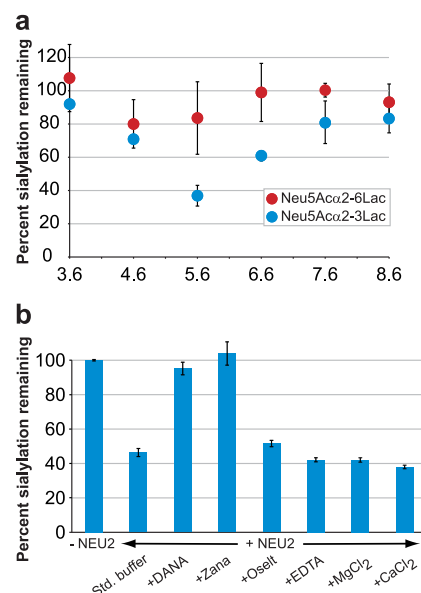 a
Percent sialylation remaining
120
100
80
60
40
20
0
Neu5Acα2-6Lac
Neu5Acα2-3Lac
3.6 4.6 5.6 6.6 7.6 8.6
b
Percent sialylation remaining
100
80
60
40
20
0
- NEU2
+ NEU2
Std. buffer
+DANA
+Zana
+Oselt
+EDTA
+MgCl2
+CaCl2